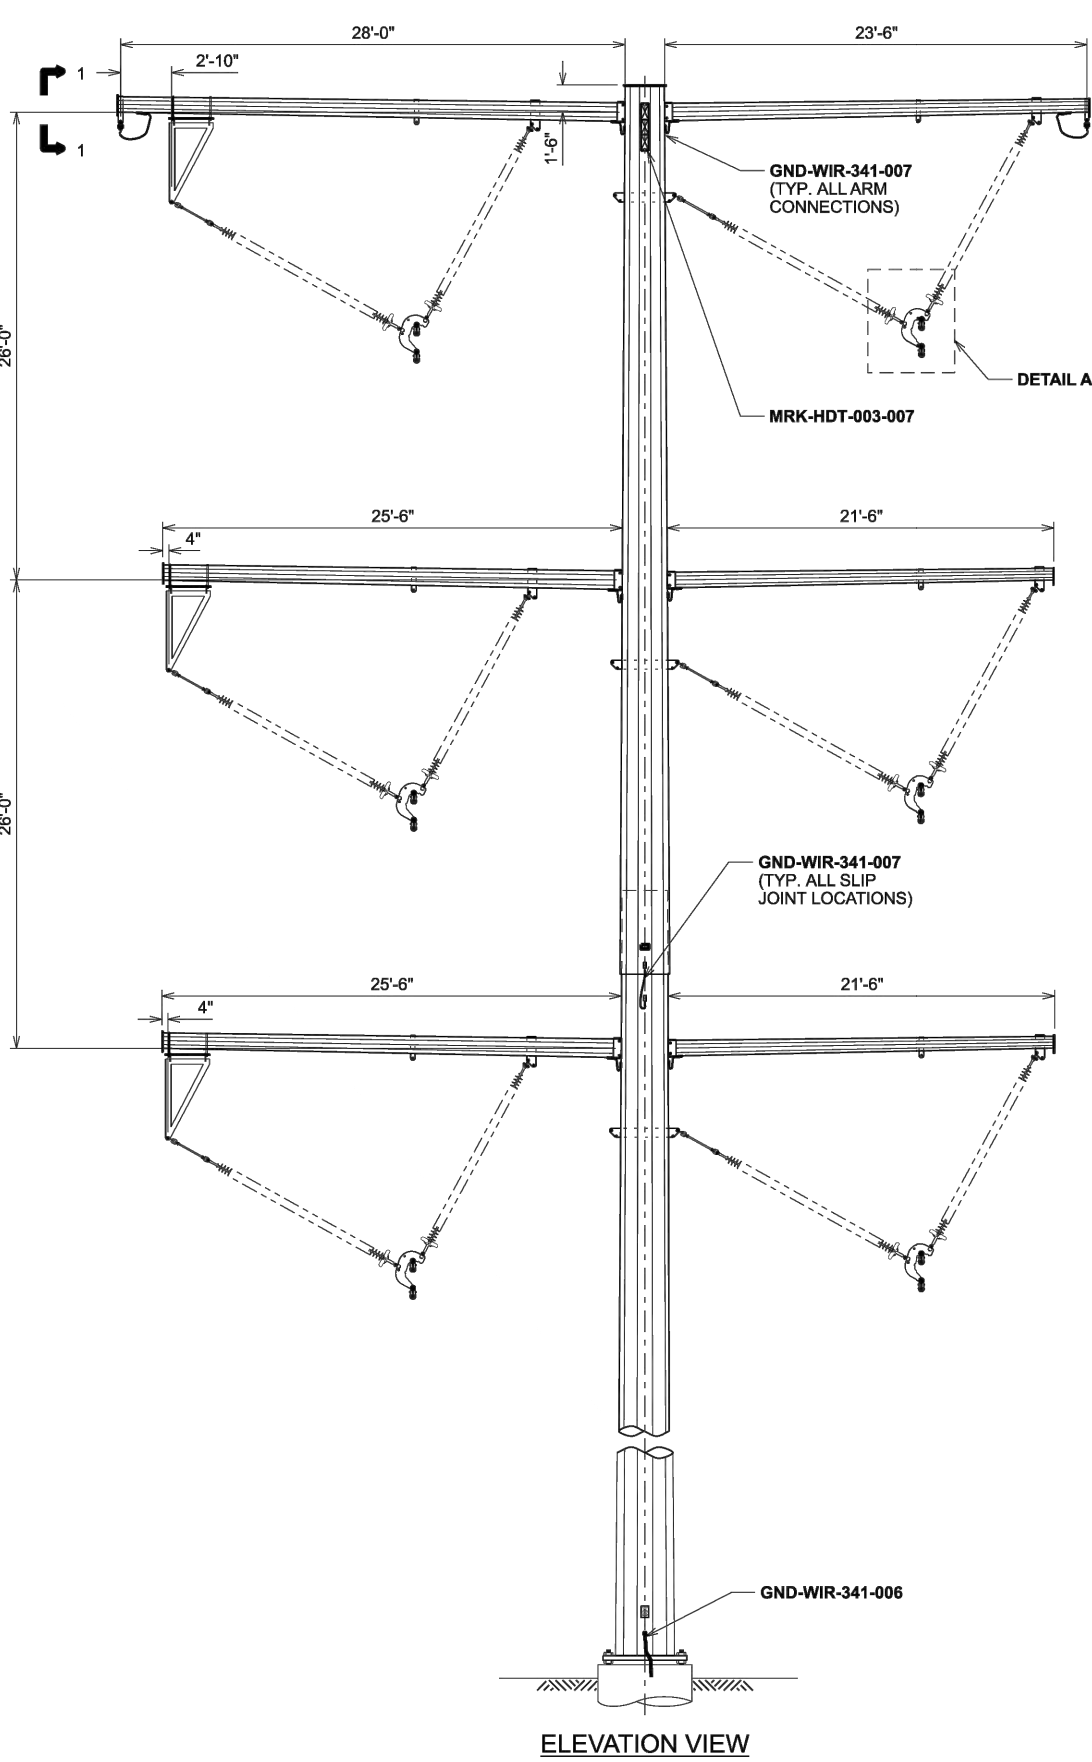 28'-0"
23'-6"
2'-10"
1
1
1'-6"
GND-WIR-341-007
(TYP. ALL ARM
CONNECTIONS)
26'-0"
DETAIL A
MRK-HDT-003-007
25'-6"
21'-6"
4"
26'-0"
GND-WIR-341-007
(TYP. ALL SLIP
JOINT LOCATIONS)
25'-6"
21'-6"
4"
GND-WIR-341-006
ELEVATION VIEW